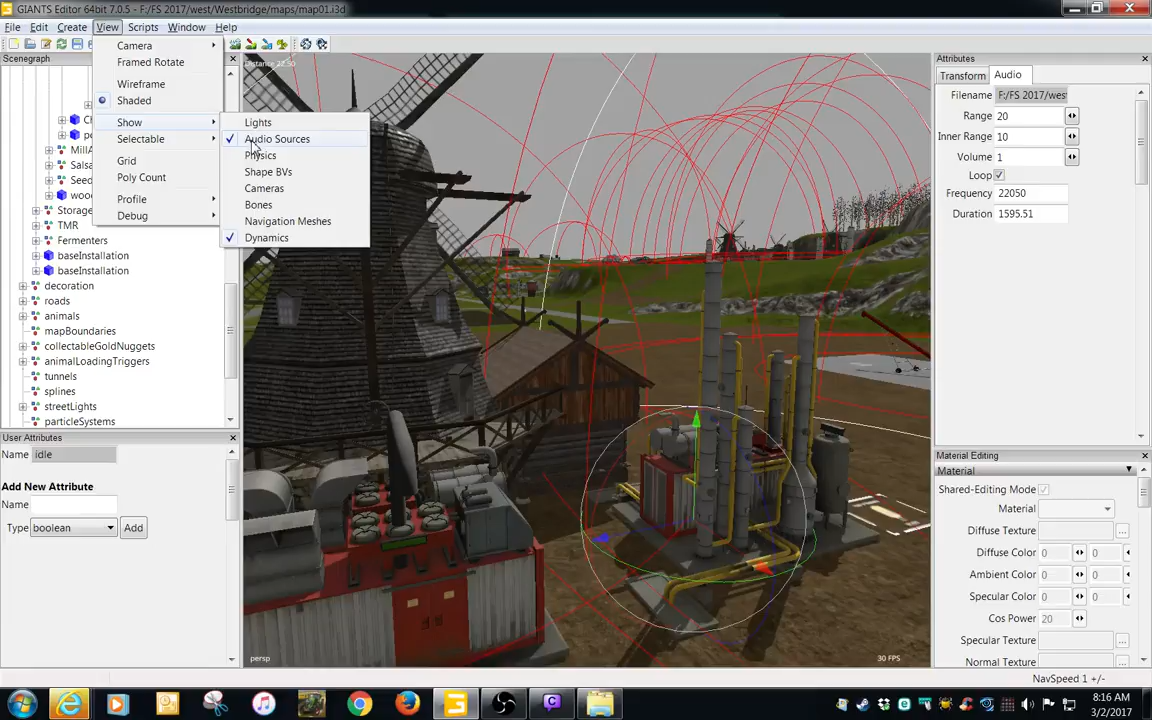 GIANTS Editor 64bit 7.0.5 - F:/FS 2017/west/Westbridge/maps/map01.i3d
File Edit Create View Scripts Window Help
Scenegraph
MillA
Salsa
Seed
woo
Storage
TMR
Fermenters
baseInstallation
baseInstallation
decoration
roads
animals
mapBoundaries
collectableGoldNuggets
animalLoadingTriggers
tunnels
splines
streetLights
particleSystems
Camera
Framed Rotate
Wireframe
Shaded
Show
Selectable
Grid
Poly Count
Profile
Debug
Lights
Audio Sources
Physics
Shape BVs
Cameras
Bones
Navigation Meshes
Dynamics
Distance 22.50
persp
30 FPS
User Attributes
Name idle
Add New Attribute
Name
Type boolean Add
Attributes
Transform Audio
Filename F:/FS 2017/wes
Range 20
Inner Range 10
Volume 1
Loop
Frequency 22050
Duration 1595.51
Material Editing
Material
Shared-Editing Mode
Material
Diffuse Texture ...
Diffuse Color 0 0
Ambient Color 0 0
Specular Color 0 0
Cos Power 20
Specular Texture ...
Normal Texture ...
NavSpeed 1 +/-
8:16 AM
3/2/2017